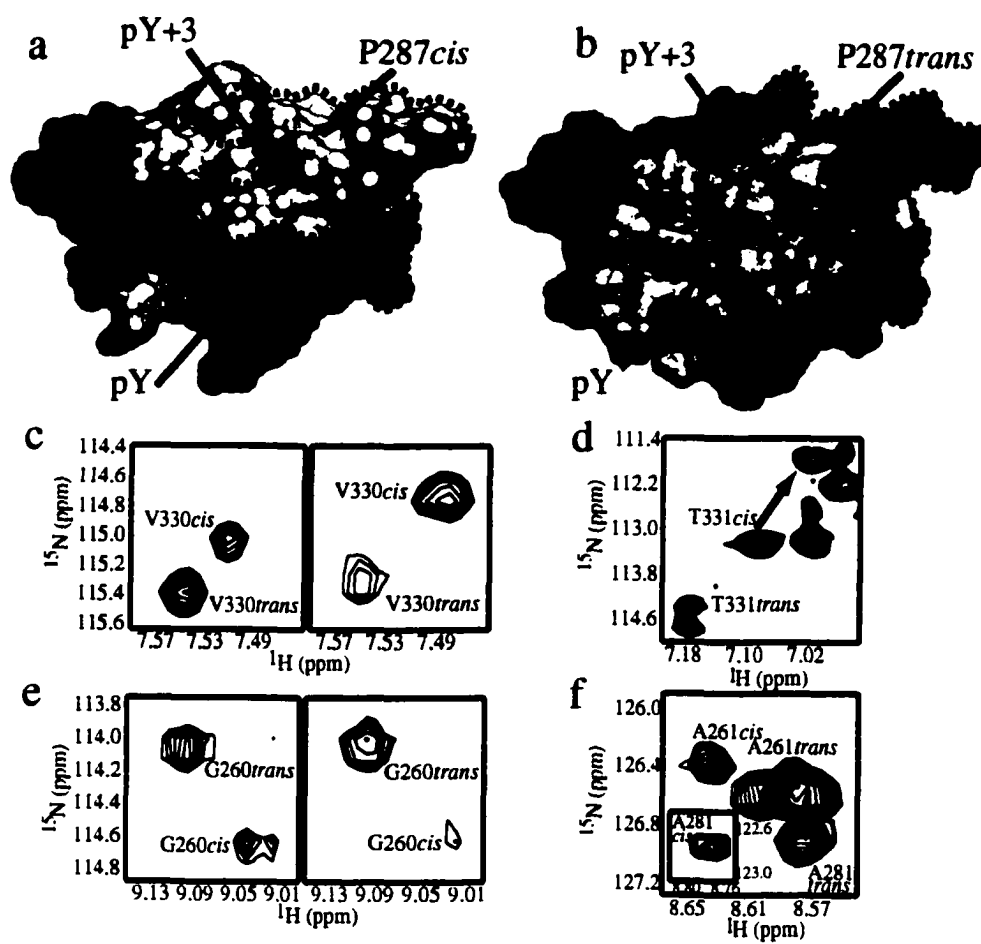 a
pY+3
P287cis
pY
b
pY+3
P287trans
pY
c
114.4
114.6
114.8
115.0
115.2
115.4
115.6
15N (ppm)
V330cis
V330trans
V330cis
V330trans
7.57 7.53 7.49
7.57 7.53 7.49
1H (ppm)
d
111.4
112.2
113.0
113.8
114.6
15N (ppm)
T331cis
T331trans
7.18 7.10 7.02
1H (ppm)
e
113.8
114.0
114.2
114.4
114.6
114.8
15N (ppm)
G260trans
G260cis
G260trans
G260cis
9.13 9.09 9.05 9.01
9.13 9.09 9.05 9.01
1H (ppm)
f
126.0
126.4
126.8
127.2
15N (ppm)
A261cis
A261trans
A281
cis
122.6
123.0
A281
trans
8.65 8.61 8.57
1H (ppm)